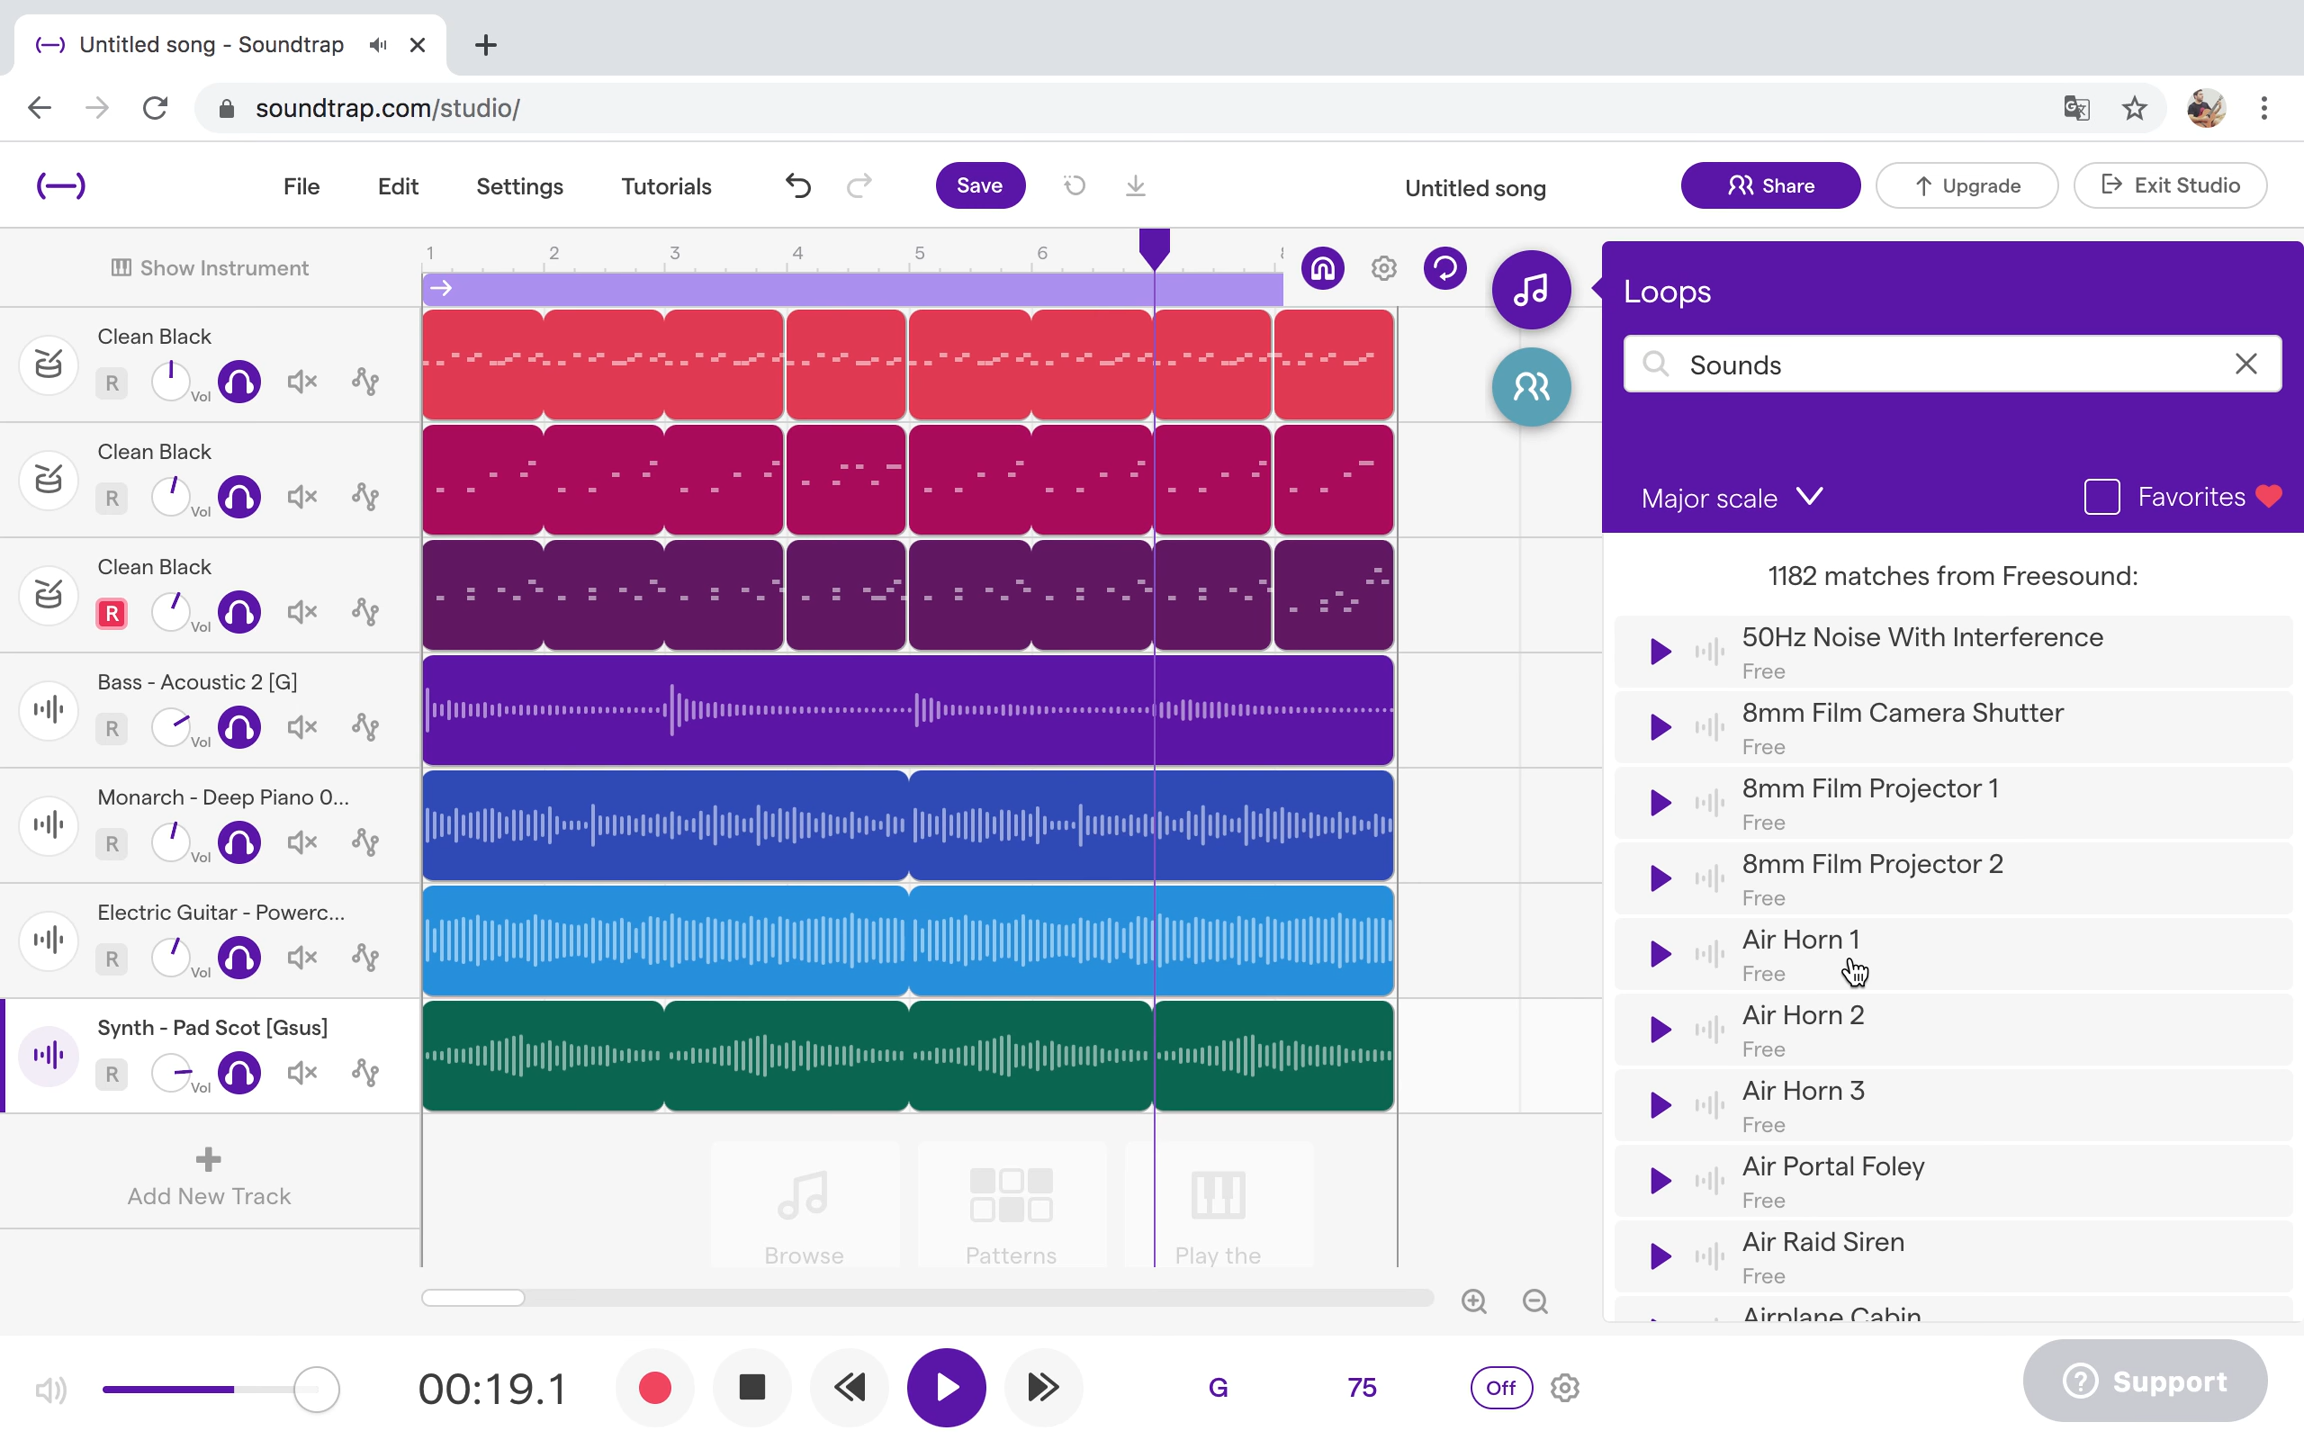 Untitled song - Soundtrap
soundtrap.com/studio/
File Edit Settings Tutorials Save Untitled song Share Upgrade Exit Studio
Show Instrument
1 2 3 4 5 6
Clean Black
R Vol
Clean Black
R Vol
Clean Black
R Vol
Bass - Acoustic 2 [G]
R Vol
Monarch - Deep Piano 0...
R Vol
Electric Guitar - Powerc...
R Vol
Synth - Pad Scot [Gsus]
R Vol
Add New Track
Browse Patterns Play the
Loops
Sounds
Major scale Favorites
1182 matches from Freesound:
50Hz Noise With Interference
Free
8mm Film Camera Shutter
Free
8mm Film Projector 1
Free
8mm Film Projector 2
Free
Air Horn 1
Free
Air Horn 2
Free
Air Horn 3
Free
Air Portal Foley
Free
Air Raid Siren
Free
Airplane Cabin
00:19.1 G 75 Off
Support